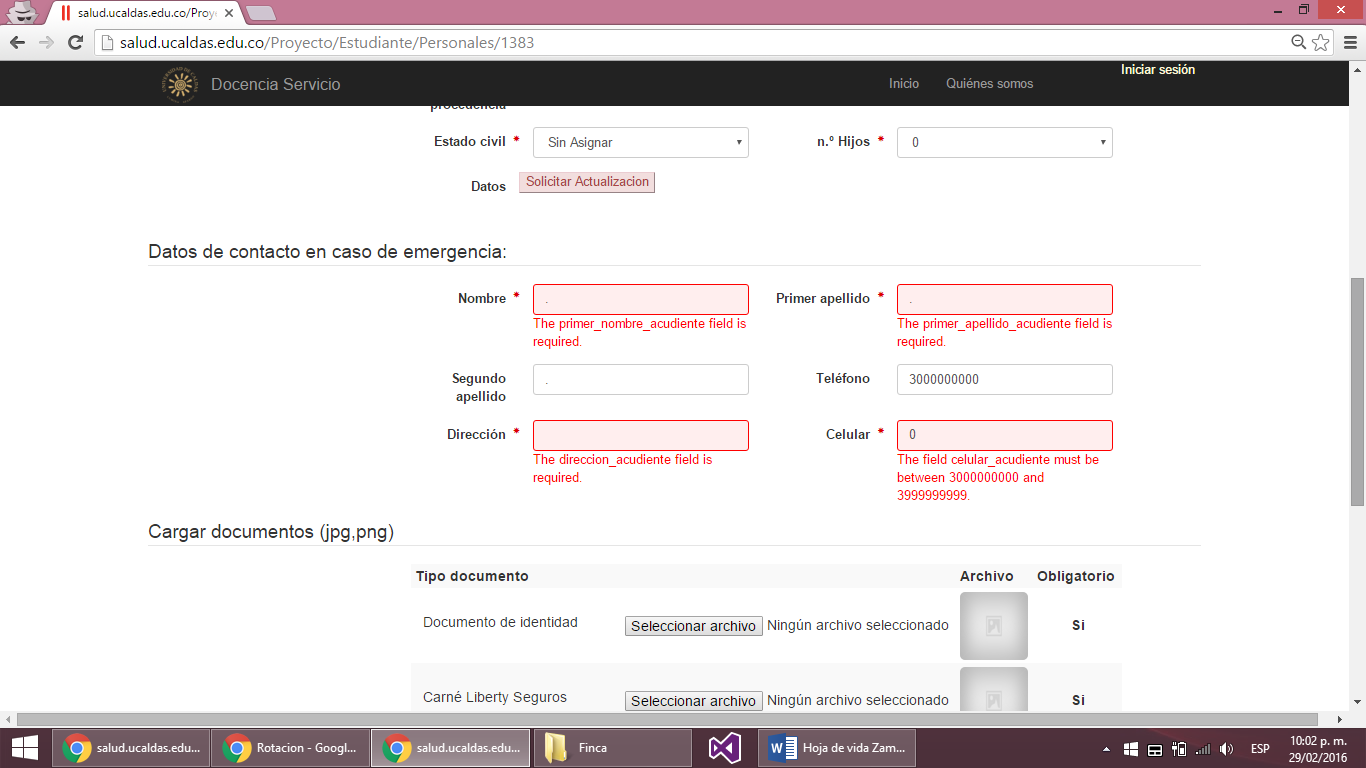 salud.ucaldas.edu.co/Proy
salud.ucaldas.edu.co/Proyecto/Estudiante/Personales/1383
Docencia Servicio Inicio Quiénes somos Iniciar sesión
procedencia
Estado civil * Sin Asignar n.º Hijos * 0
Datos Solicitar Actualizacion
Datos de contacto en caso de emergencia:
Nombre * . Primer apellido * .
The primer_nombre_acudiente field is The primer_apellido_acudiente field is
required. required.
Segundo . Teléfono 3000000000
apellido
Dirección * Celular * 0
The direccion_acudiente field is The field celular_acudiente must be
required. between 3000000000 and
3999999999.
Cargar documentos (jpg,png)
Tipo documento Archivo Obligatorio
Documento de identidad Seleccionar archivo Ningún archivo seleccionado Si
Carné Liberty Seguros Seleccionar archivo Ningún archivo seleccionado Si
salud.ucaldas.edu... Rotacion - Googl... salud.ucaldas.edu... Finca Hoja de vida Zam... ESP 10:02 p. m.
29/02/2016